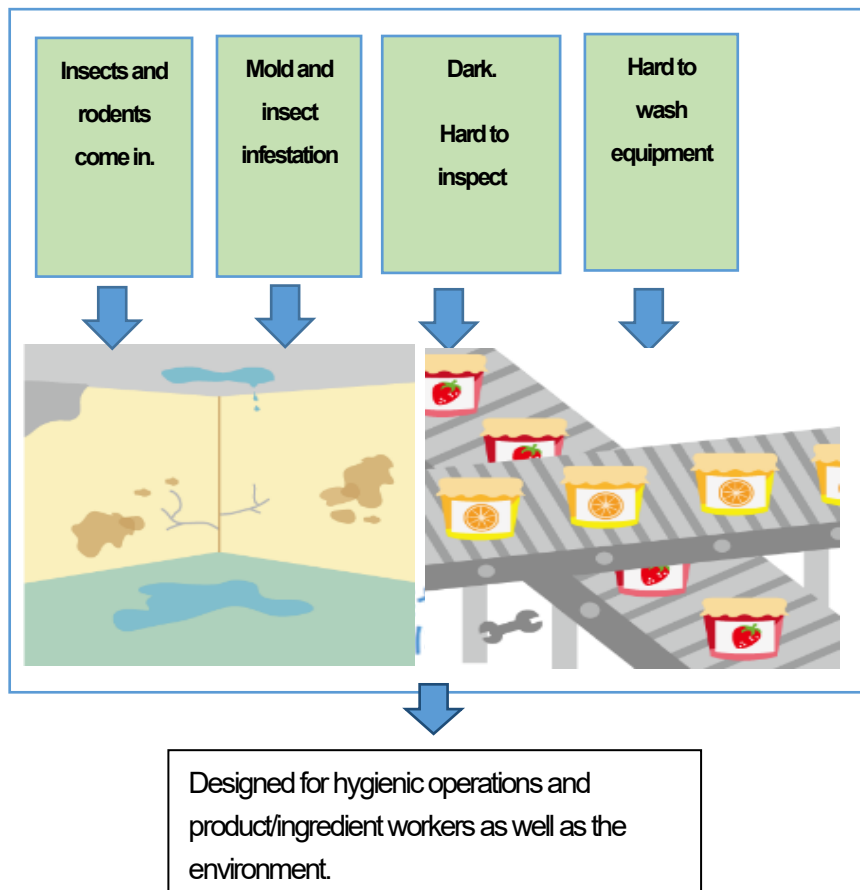 Insects and
rodents
come in.
Mold and
insect
infestation
Dark.
Hard to
inspect
Hard to
wash
equipment
Designed for hygienic operations and
product/ingredient workers as well as the
environment.